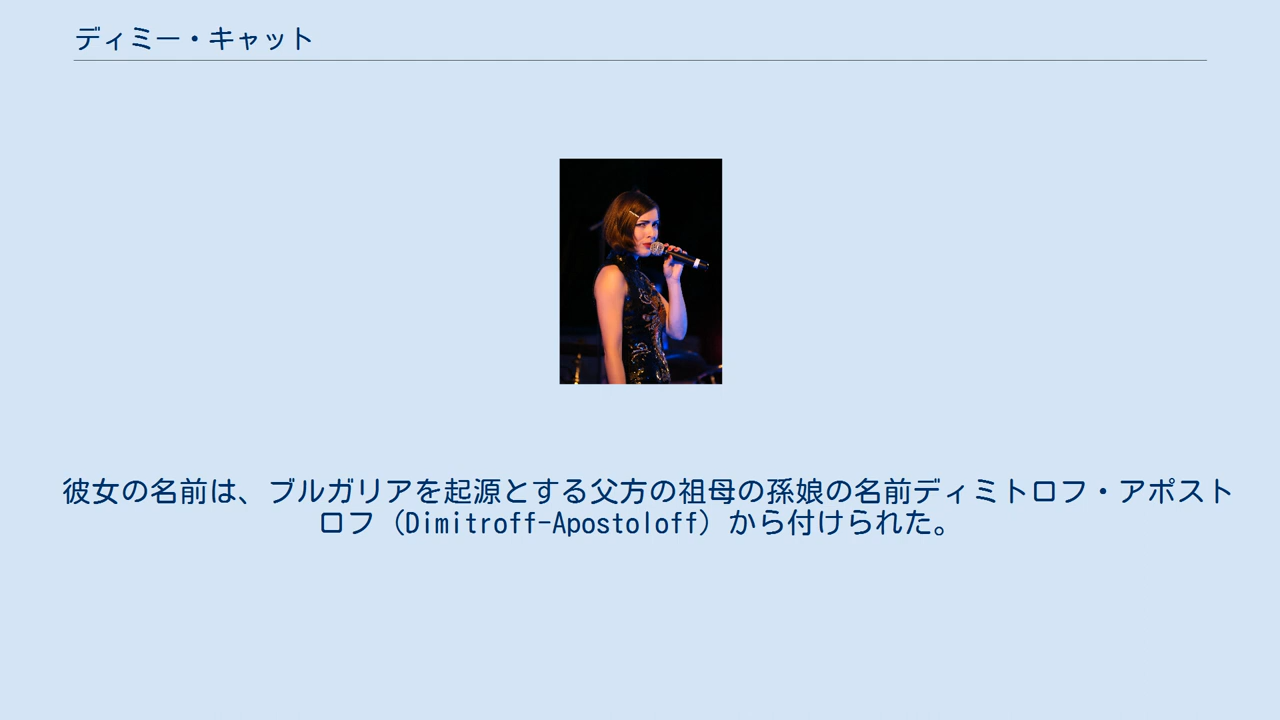 ディミー・キャット
彼女の名前は、ブルガリアを起源とする父方の祖母の孫娘の名前ディミトロフ・アポスト
ロフ（Dimitroff-Apostoloff）から付けられた。